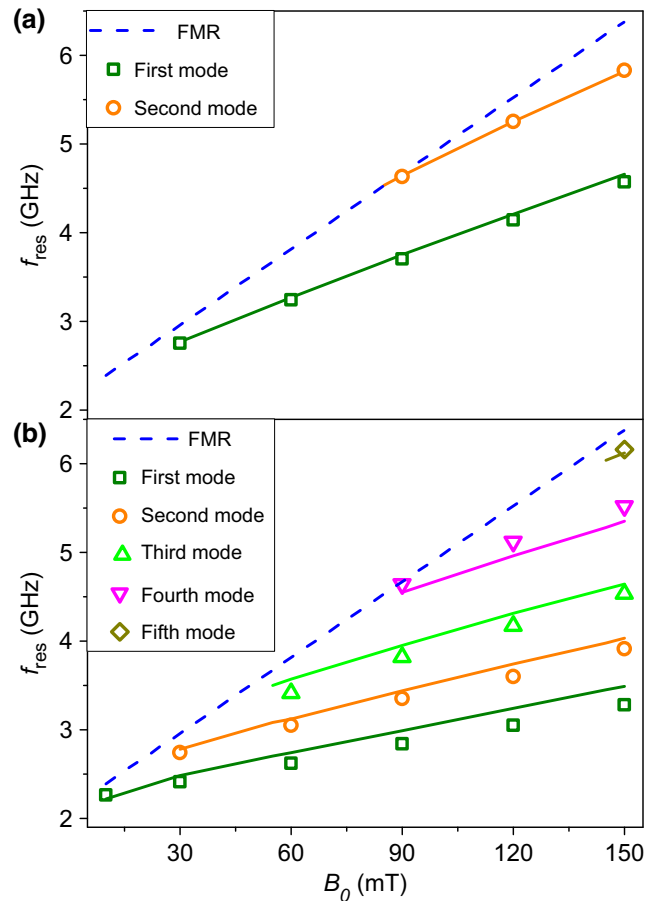 (a)
FMR
First mode
Second mode
6
5
4
3
2
f_res (GHz)
(b)
FMR
First mode
Second mode
Third mode
Fourth mode
Fifth mode
6
5
4
3
2
f_res (GHz)
30 60 90 120 150
B_0 (mT)